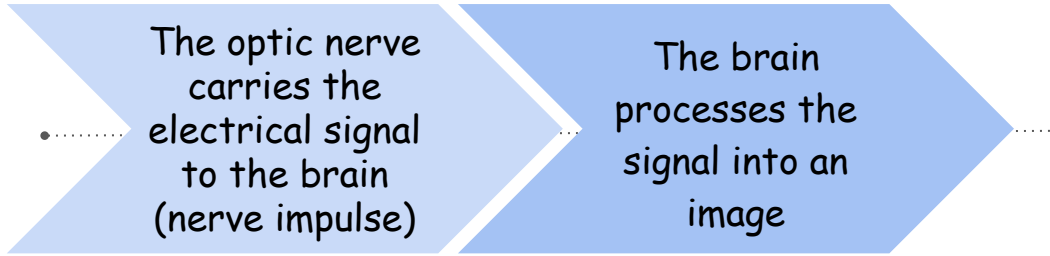 The optic nerve
carries the
electrical signal
to the brain
(nerve impulse)
The brain
processes the
signal into an
image